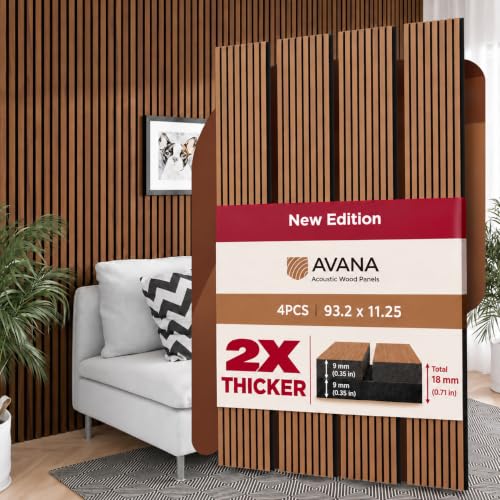 New Edition
AVANA
Acoustic Wood Panels
4PCS | 93.2 x 11.25
2X
THICKER
9 mm
(0.35 in)
9 mm
(0.35 in)
Total
18 mm
(0.71 in)